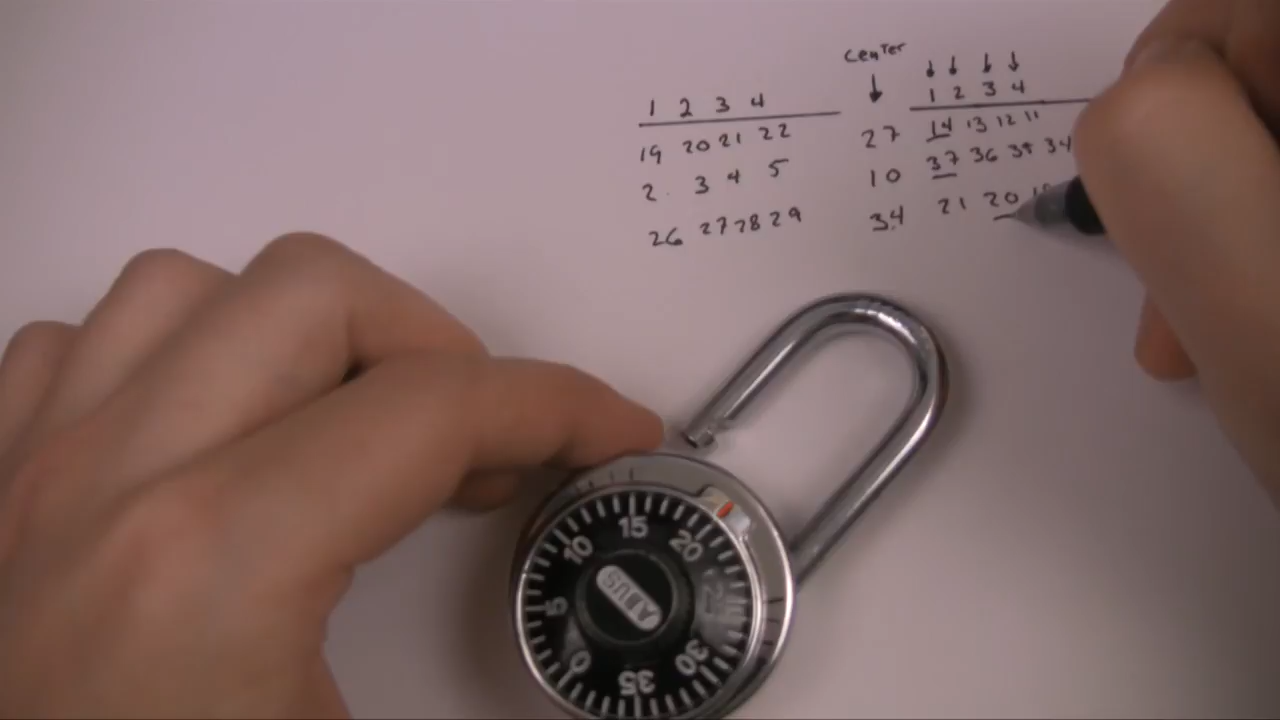 center
1 2 3 4
1 2 3 4
19 20 21 22
27
14 13 12 11
2. 3 4 5
10
37 36 35 34
26 27 28 29
34
21 20
0 5 10 15 20 30 35
ABUS